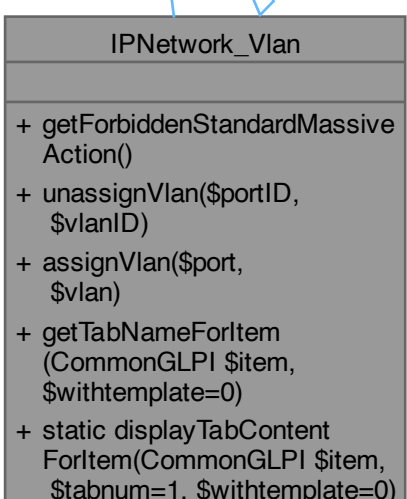 IPNetwork_Vlan
+ getForbiddenStandardMassive
Action()
+ unassignVlan($portID,
$vlanID)
+ assignVlan($port,
$vlan)
+ getTabNameForItem
(CommonGLPI $item,
$withtemplate=0)
+ static displayTabContent
ForItem(CommonGLPI $item,
$tabnum=1, $withtemplate=0)